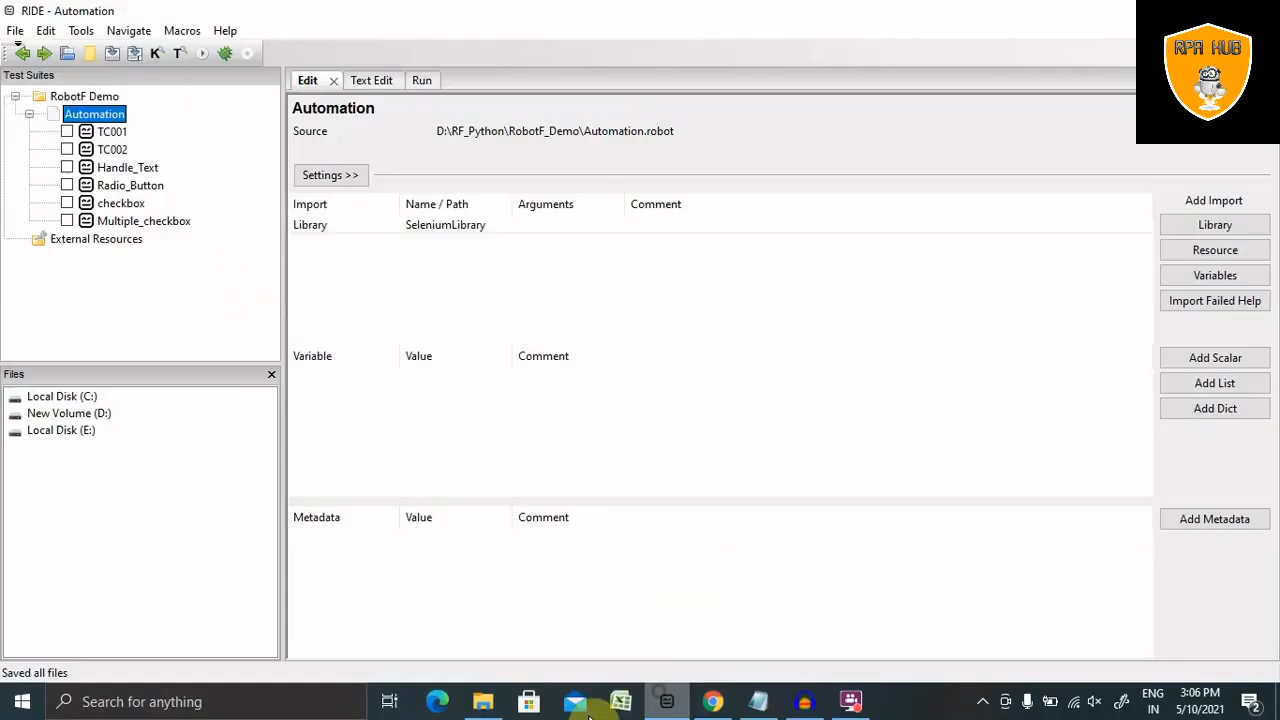 RIDE - Automation
File Edit Tools Navigate Macros Help
RPA HUB
Test Suites
Edit Text Edit Run
RobotF Demo
Automation
TC001
TC002
Handle_Text
Radio_Button
checkbox
Multiple_checkbox
External Resources
Automation
Source D:\RF_Python\RobotF_Demo\Automation.robot
Settings >>
Import Name / Path Arguments Comment Add Import
Library SeleniumLibrary Library
Resource
Variables
Import Failed Help
Variable Value Comment Add Scalar
Add List
Add Dict
Metadata Value Comment Add Metadata
Files
Local Disk (C:)
New Volume (D:)
Local Disk (E:)
Saved all files
Search for anything
ENG
IN
3:06 PM
5/10/2021
2